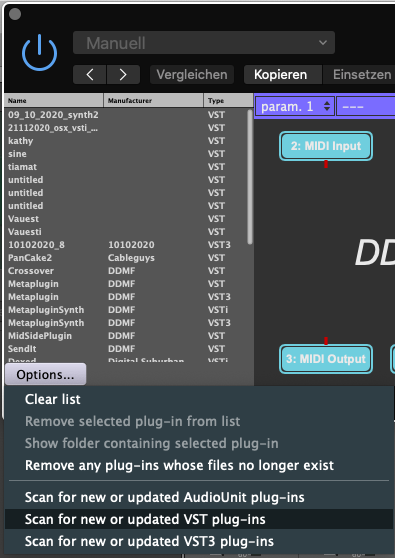 Manuell
Vergleichen Kopieren Einsetzen
Name Manufacturer Type
param. 1 ---
09_10_2020_synth2 VST
21112020_osx_vsti_... VST
kathy VST
sine VST
tiamat VST
untitled VST
untitled VST
untitled VST
Vauest VST
Vauesti VST
10102020_8 10102020 VST3
PanCake2 Cableguys VST
Crossover DDMF VST
Metaplugin DDMF VST
Metaplugin DDMF VST3
MetapluginSynth DDMF VSTi
MetapluginSynth DDMF VST3
MidSidePlugin DDMF VST
SendIt DDMF VST
Dexed Digital Suburban VSTi
2: MIDI Input
DD
3: MIDI Output
Options...
Clear list
Remove selected plug-in from list
Show folder containing selected plug-in
Remove any plug-ins whose files no longer exist
Scan for new or updated AudioUnit plug-ins
Scan for new or updated VST plug-ins
Scan for new or updated VST3 plug-ins